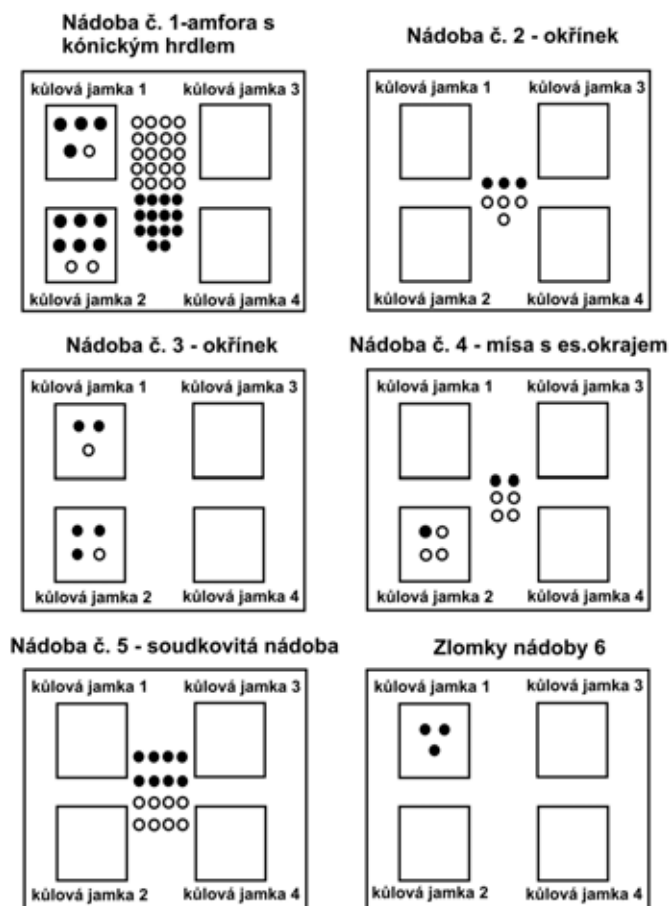 Nádoba č. 1-amfora s
kónickým hrdlem
kůlová jamka 1
kůlová jamka 3
kůlová jamka 2
kůlová jamka 4
Nádoba č. 2 - okřínek
kůlová jamka 1
kůlová jamka 3
kůlová jamka 2
kůlová jamka 4
Nádoba č. 3 - okřínek
kůlová jamka 1
kůlová jamka 3
kůlová jamka 2
kůlová jamka 4
Nádoba č. 4 - mísa s es.okrajem
kůlová jamka 1
kůlová jamka 3
kůlová jamka 2
kůlová jamka 4
Nádoba č. 5 - soudkovitá nádoba
kůlová jamka 1
kůlová jamka 3
kůlová jamka 2
kůlová jamka 4
Zlomky nádoby 6
kůlová jamka 1
kůlová jamka 3
kůlová jamka 2
kůlová jamka 4